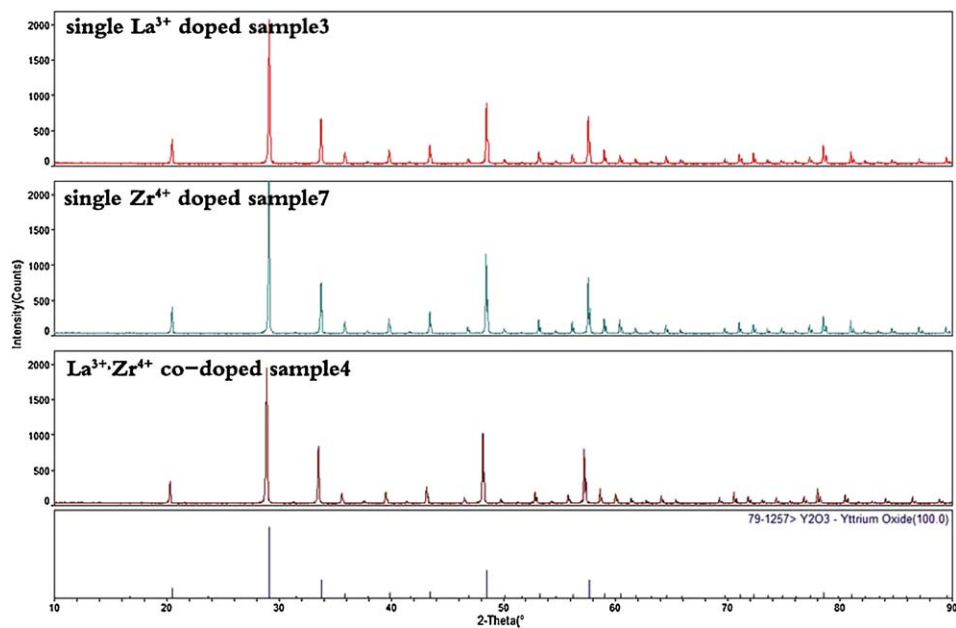 single La³⁺ doped sample3
2000
1500
1000
500
0
single Zr⁴⁺ doped sample7
2000
1500
1000
500
0
Intensity(Counts)
La³⁺·Zr⁴⁺ co-doped sample4
2000
1500
1000
500
0
79-1257> Y2O3 - Yttrium Oxide(100.0)
10 20 30 40 50 60 70 80 90
2-Theta(°